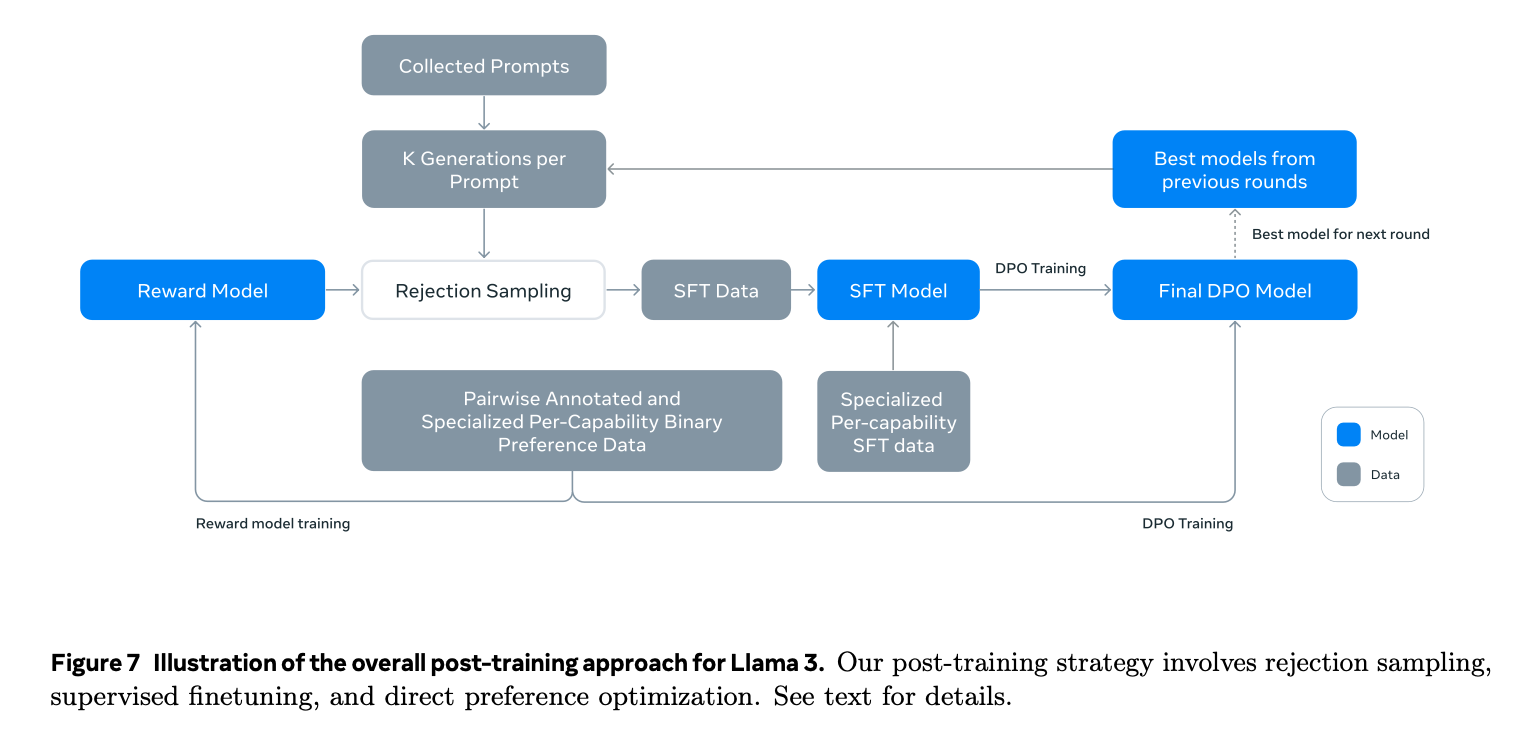 Collected Prompts
K Generations per
Prompt
Best models from
previous rounds
Best model for next round
Reward Model
Rejection Sampling
SFT Data
SFT Model
DPO Training
Final DPO Model
Pairwise Annotated and
Specialized Per-Capability Binary
Preference Data
Specialized
Per-capability
SFT data
Model
Data
Reward model training
DPO Training
Figure 7 Illustration of the overall post-training approach for Llama 3. Our post-training strategy involves rejection sampling,
supervised finetuning, and direct preference optimization. See text for details.